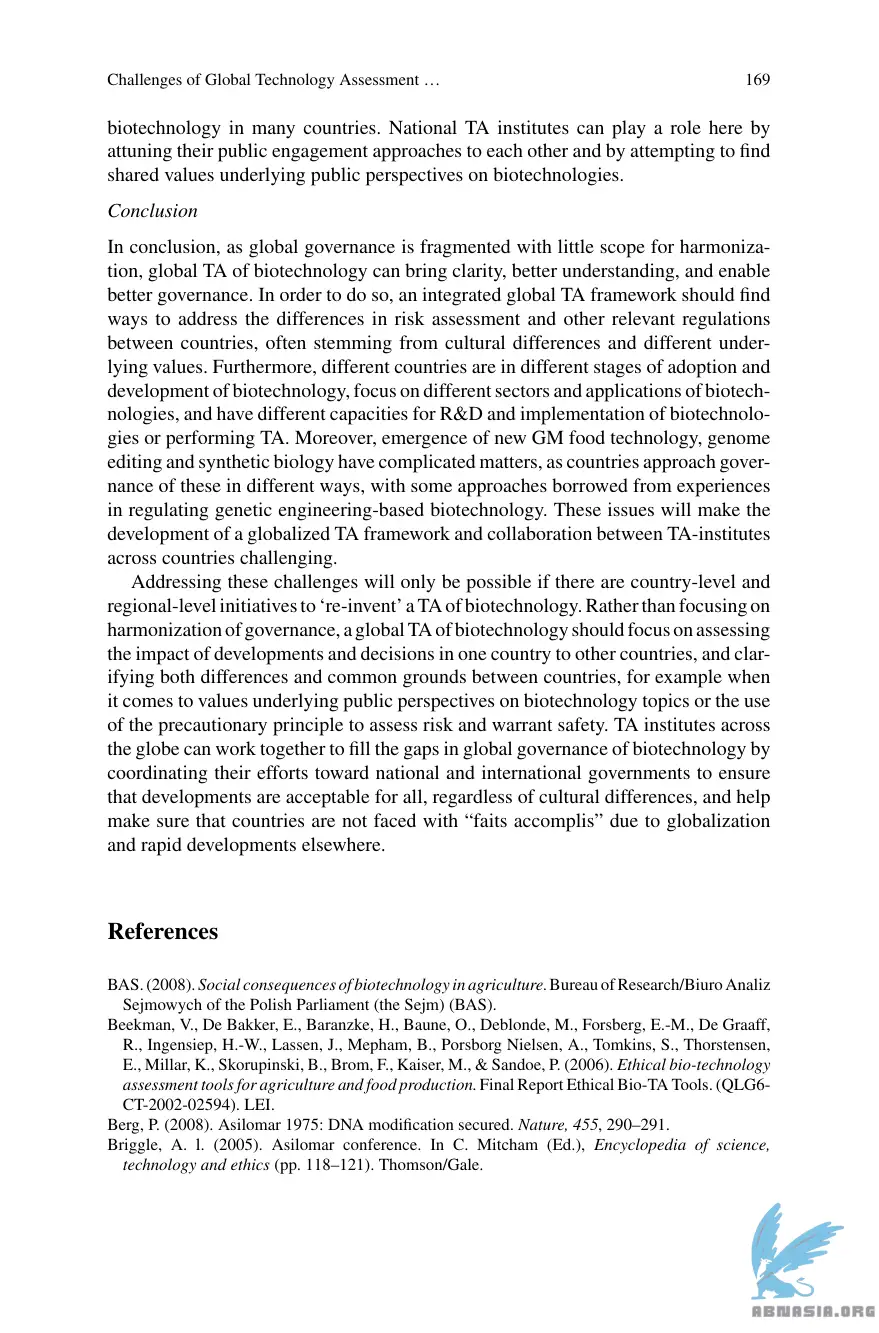 Challenges of Global Technology Assessment … 169
biotechnology in many countries. National TA institutes can play a role here by
attuning their public engagement approaches to each other and by attempting to find
shared values underlying public perspectives on biotechnologies.
Conclusion
In conclusion, as global governance is fragmented with little scope for harmoniza-
tion, global TA of biotechnology can bring clarity, better understanding, and enable
better governance. In order to do so, an integrated global TA framework should find
ways to address the differences in risk assessment and other relevant regulations
between countries, often stemming from cultural differences and different under-
lying values. Furthermore, different countries are in different stages of adoption and
development of biotechnology, focus on different sectors and applications of biotech-
nologies, and have different capacities for R&D and implementation of biotechnolo-
gies or performing TA. Moreover, emergence of new GM food technology, genome
editing and synthetic biology have complicated matters, as countries approach gover-
nance of these in different ways, with some approaches borrowed from experiences
in regulating genetic engineering-based biotechnology. These issues will make the
development of a globalized TA framework and collaboration between TA-institutes
across countries challenging.
Addressing these challenges will only be possible if there are country-level and
regional-level initiatives to ‘re-invent’ a TA of biotechnology. Rather than focusing on
harmonization of governance, a global TA of biotechnology should focus on assessing
the impact of developments and decisions in one country to other countries, and clar-
ifying both differences and common grounds between countries, for example when
it comes to values underlying public perspectives on biotechnology topics or the use
of the precautionary principle to assess risk and warrant safety. TA institutes across
the globe can work together to fill the gaps in global governance of biotechnology by
coordinating their efforts toward national and international governments to ensure
that developments are acceptable for all, regardless of cultural differences, and help
make sure that countries are not faced with “faits accomplis” due to globalization
and rapid developments elsewhere.
References
BAS. (2008). Social consequences of biotechnology in agriculture. Bureau of Research/Biuro Analiz
Sejmowych of the Polish Parliament (the Sejm) (BAS).
Beekman, V., De Bakker, E., Baranzke, H., Baune, O., Deblonde, M., Forsberg, E.-M., De Graaff,
R., Ingensiep, H.-W., Lassen, J., Mepham, B., Porsborg Nielsen, A., Tomkins, S., Thorstensen,
E., Millar, K., Skorupinski, B., Brom, F., Kaiser, M., & Sandoe, P. (2006). Ethical bio-technology
assessment tools for agriculture and food production. Final Report Ethical Bio-TA Tools. (QLG6-
CT-2002-02594). LEI.
Berg, P. (2008). Asilomar 1975: DNA modification secured. Nature, 455, 290–291.
Briggle, A. l. (2005). Asilomar conference. In C. Mitcham (Ed.), Encyclopedia of science,
technology and ethics (pp. 118–121). Thomson/Gale.
ABNASIA.ORG